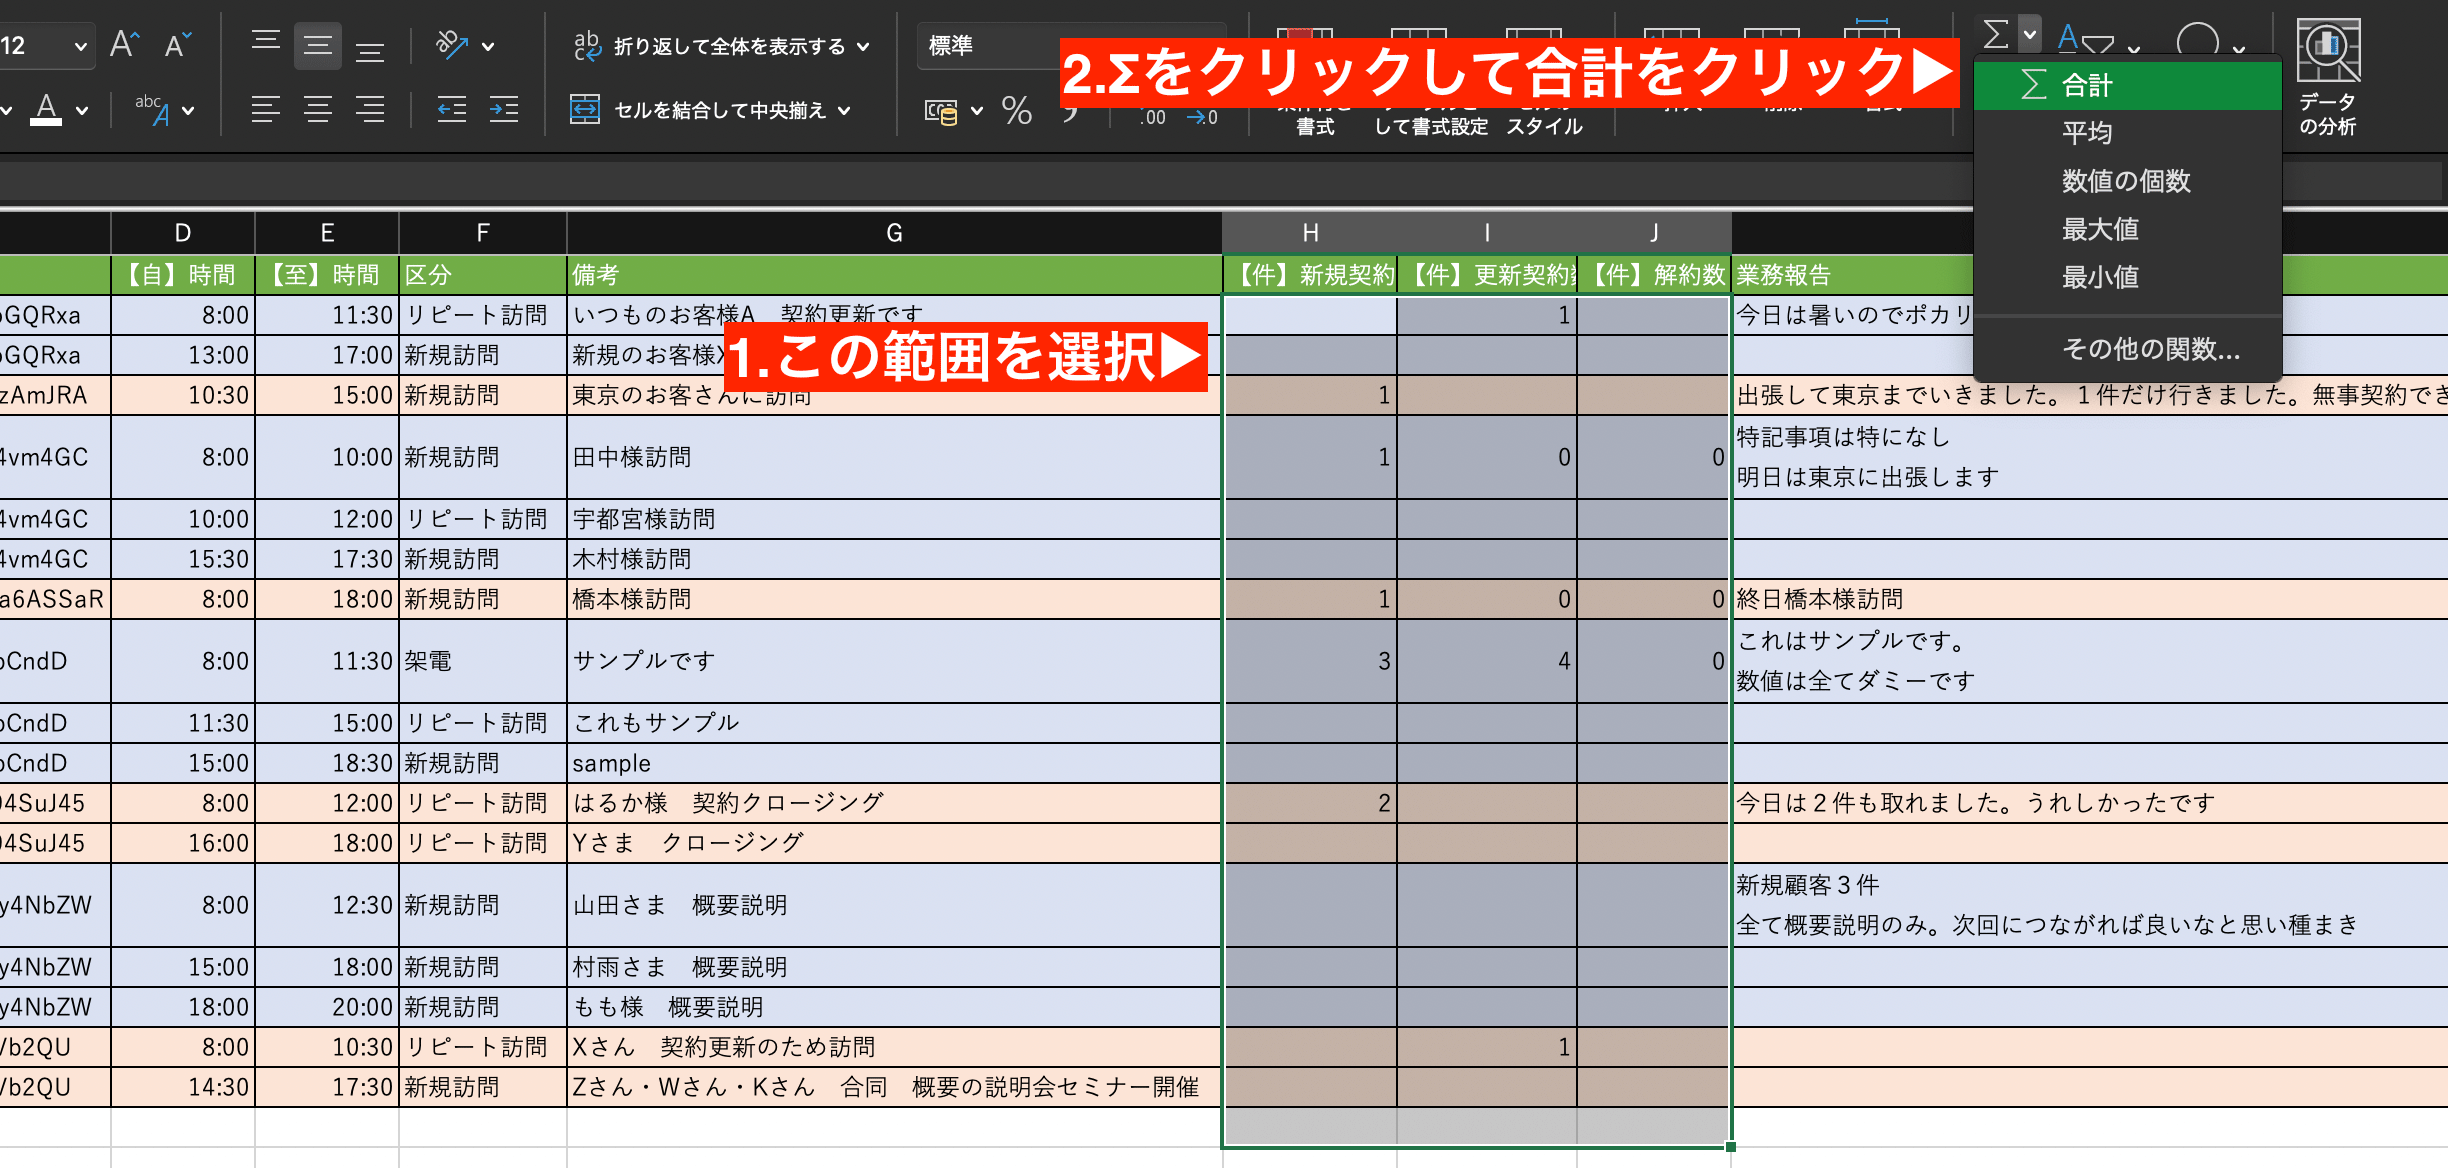 12
折り返して全体を表示する
標準
セルを結合して中央揃え
書式
して書式設定
スタイル
データ
の分析
2.Σをクリックして合計をクリック▶
合計
平均
数値の個数
最大値
最小値
その他の関数...
D E F G H I J
【自】時間 【至】時間 区分 備考 【件】新規契約 【件】更新契約 【件】解約数 業務報告
GQRxa 8:00 11:30 リピート訪問 いつものお客様A 契約更新です 1 今日は暑いのでポカリ
1.この範囲を選択▶
GQRxa 13:00 17:00 新規訪問 新規のお客様X
zAmJRA 10:30 15:00 新規訪問 東京のお客さんに訪問 1 出張して東京までいきました。１件だけ行きました。無事契約でき
4vm4GC 8:00 10:00 新規訪問 田中様訪問 1 0 0 特記事項は特になし
明日は東京に出張します
4vm4GC 10:00 12:00 リピート訪問 宇都宮様訪問
4vm4GC 15:30 17:30 新規訪問 木村様訪問
a6ASSaR 8:00 18:00 新規訪問 橋本様訪問 1 0 0 終日橋本様訪問
CndD 8:00 11:30 架電 サンプルです 3 4 0 これはサンプルです。
数値は全てダミーです
CndD 11:30 15:00 リピート訪問 これもサンプル
CndD 15:00 18:30 新規訪問 sample
4SuJ45 8:00 12:00 リピート訪問 はるか様 契約クロージング 2 今日は２件も取れました。うれしかったです
4SuJ45 16:00 18:00 リピート訪問 Yさま クロージング
y4NbZW 8:00 12:30 新規訪問 山田さま 概要説明 新規顧客３件
全て概要説明のみ。次回につながれば良いなと思い種まき
y4NbZW 15:00 18:00 新規訪問 村雨さま 概要説明
y4NbZW 18:00 20:00 新規訪問 もも様 概要説明
Vb2QU 8:00 10:30 リピート訪問 Xさん 契約更新のため訪問 1
Vb2QU 14:30 17:30 新規訪問 Zさん・Wさん・Kさん 合同 概要の説明会セミナー開催